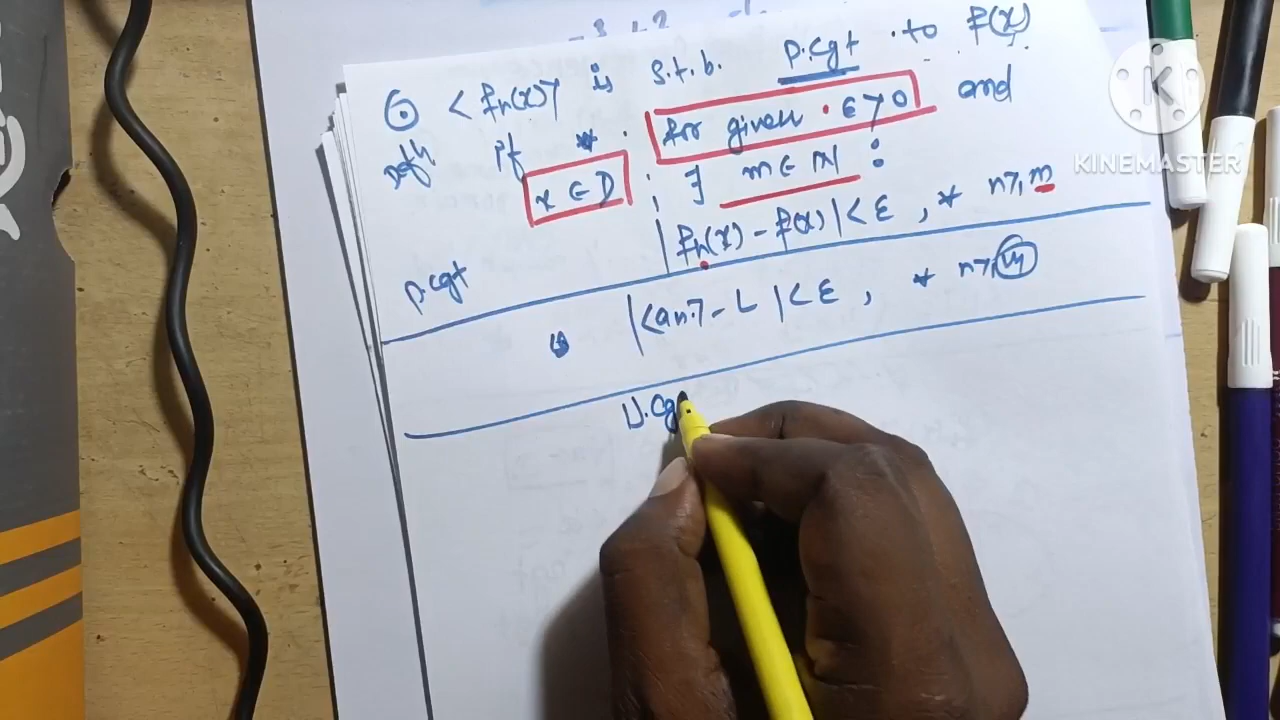 ⑥ <fn(x)> is s.t.b. p.cgt. to f(x)
Defn if * for given ε > 0 and
x ∈ D ; ∃ m ∈ N :
|fn(x) - f(x)| < ε , * n ≥ m
p.cgt
|<an> - L| < ε , * n ≥ m
U.cg
KINEMASTER